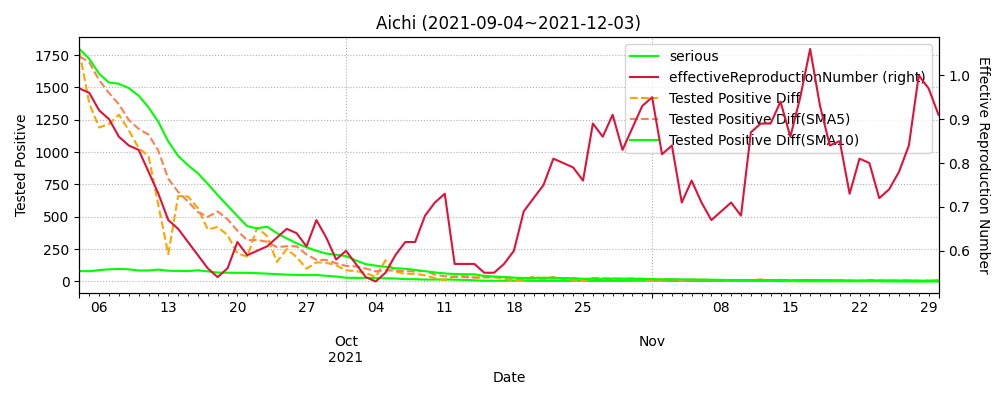 Aichi (2021-09-04~2021-12-03)
serious
effectiveReproductionNumber (right)
Tested Positive Diff
Tested Positive Diff(SMA5)
Tested Positive Diff(SMA10)
Tested Positive
1750
1500
1250
1000
750
500
250
0
1.0
0.9
0.8
0.7
0.6
Effective Reproduction Number
06 13 20 27 04 11 18 25 08 15 22 29
Oct Nov
2021
Date